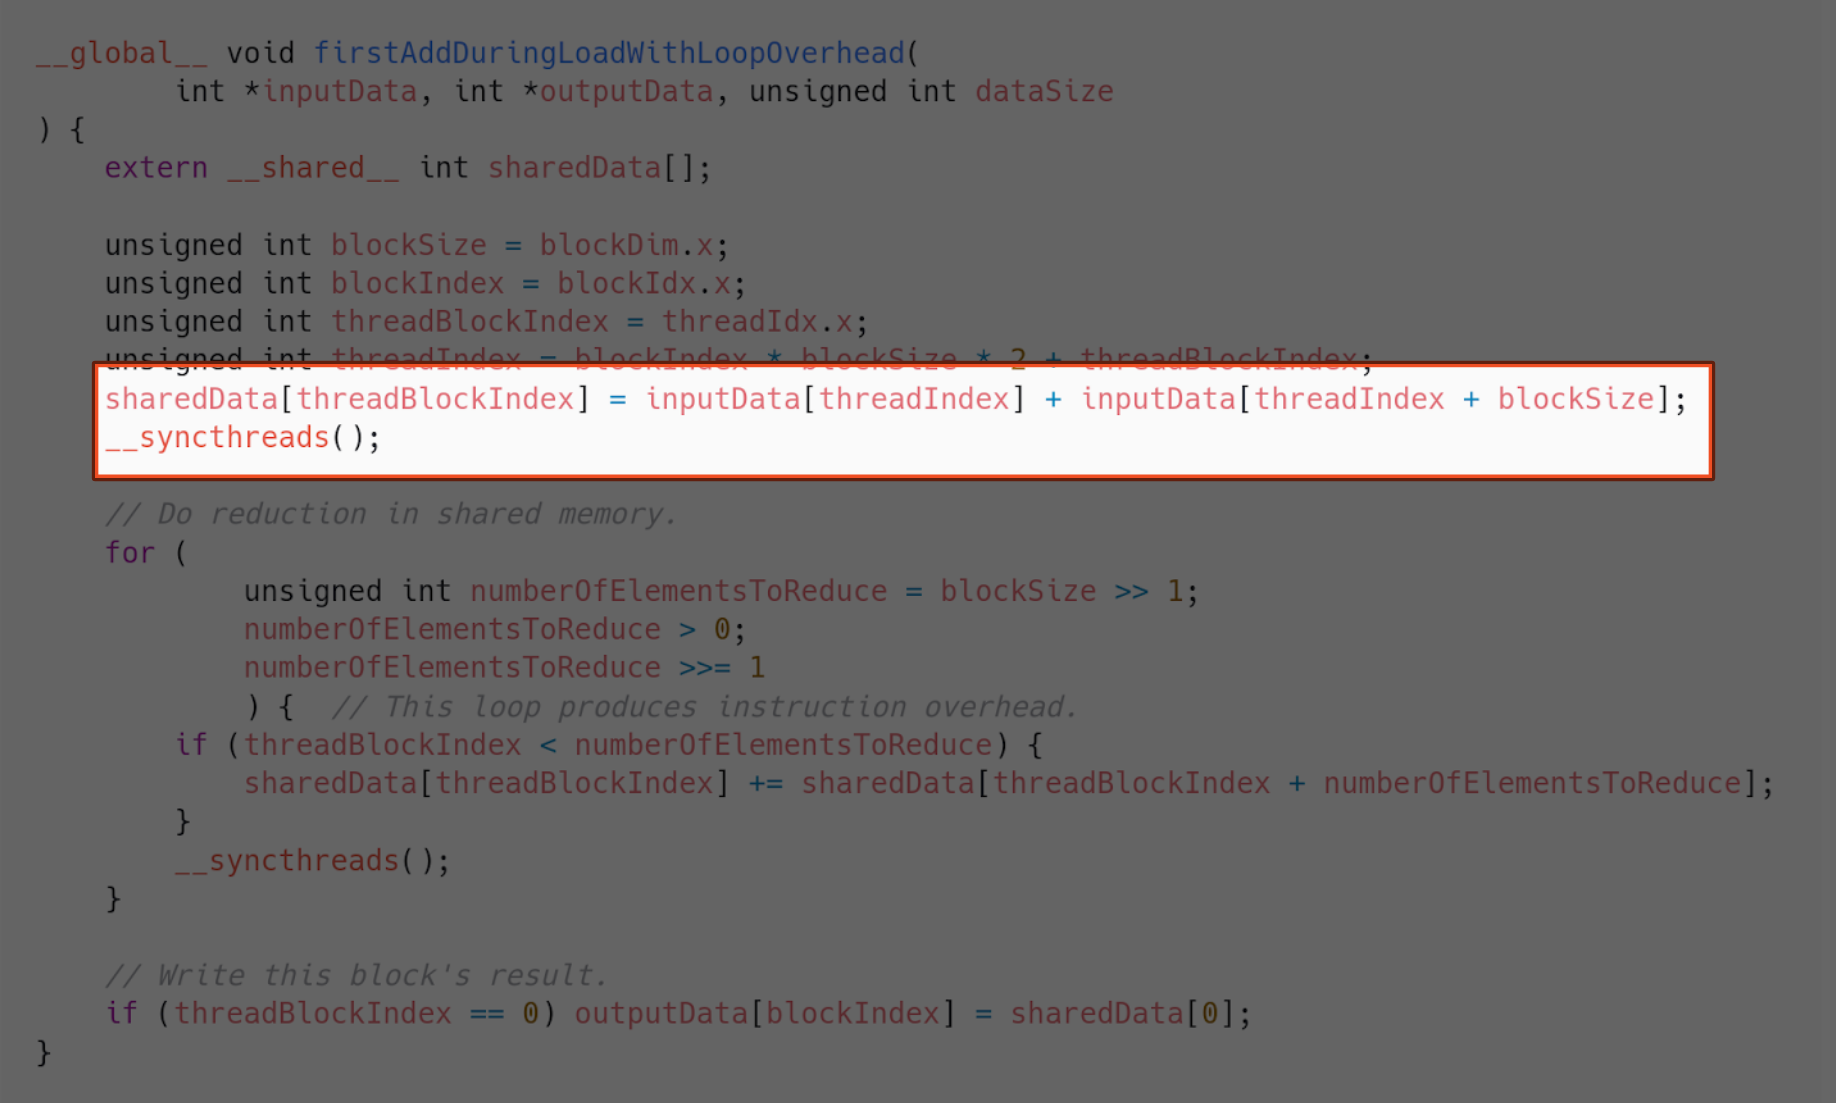 __global__ void firstAddDuringLoadWithLoopOverhead(
        int *inputData, int *outputData, unsigned int dataSize
) {
    extern __shared__ int sharedData[];
    unsigned int blockSize = blockDim.x;
    unsigned int blockIndex = blockIdx.x;
    unsigned int threadBlockIndex = threadIdx.x;
    unsigned int threadIndex = blockIndex * blockSize * 2 + threadBlockIndex;
    sharedData[threadBlockIndex] = inputData[threadIndex] + inputData[threadIndex + blockSize];
    __syncthreads();
    // Do reduction in shared memory.
    for (
            unsigned int numberOfElementsToReduce = blockSize >> 1;
            numberOfElementsToReduce > 0;
            numberOfElementsToReduce >>= 1
            ) {  // This loop produces instruction overhead.
        if (threadBlockIndex < numberOfElementsToReduce) {
            sharedData[threadBlockIndex] += sharedData[threadBlockIndex + numberOfElementsToReduce];
        }
        __syncthreads();
    }
    // Write this block's result.
    if (threadBlockIndex == 0) outputData[blockIndex] = sharedData[0];
}